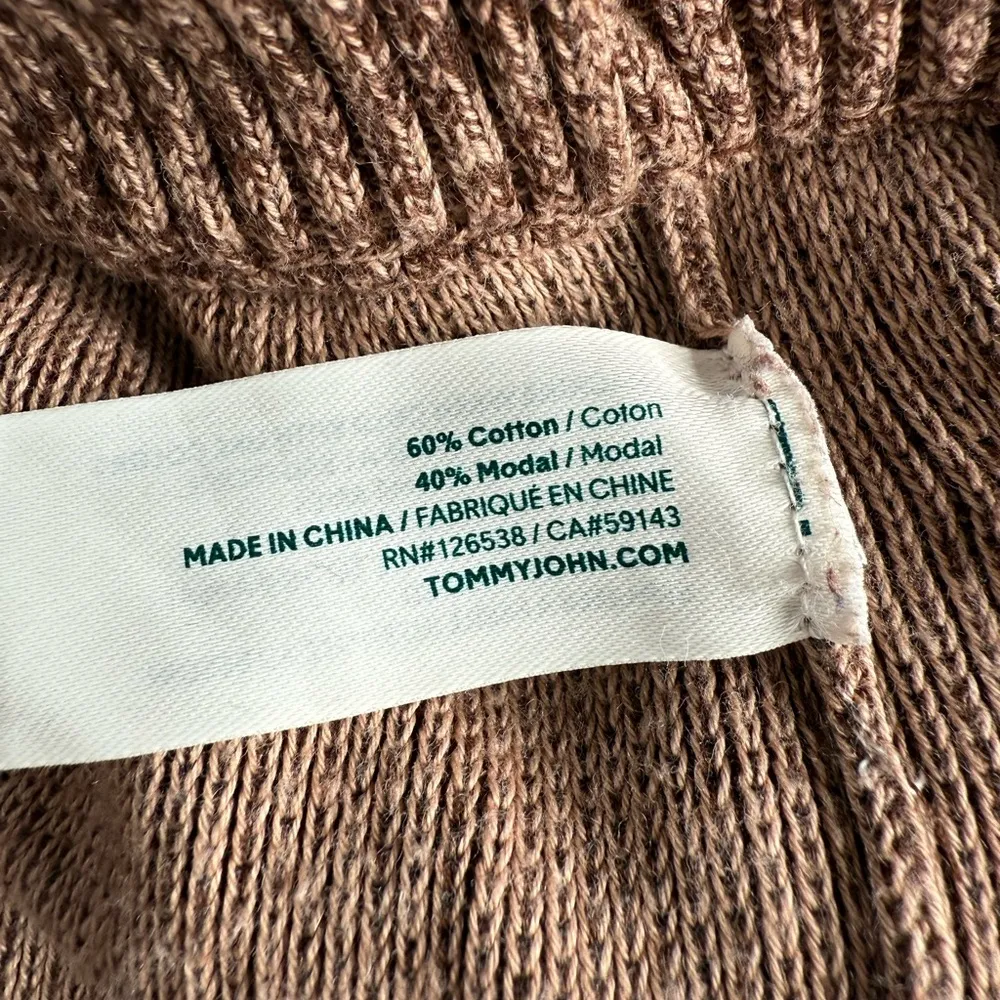 60% Cotton / Coton
40% Modal / Modal
MADE IN CHINA / FABRIQUÉ EN CHINE
RN#126538 / CA#59143
TOMMYJOHN.COM